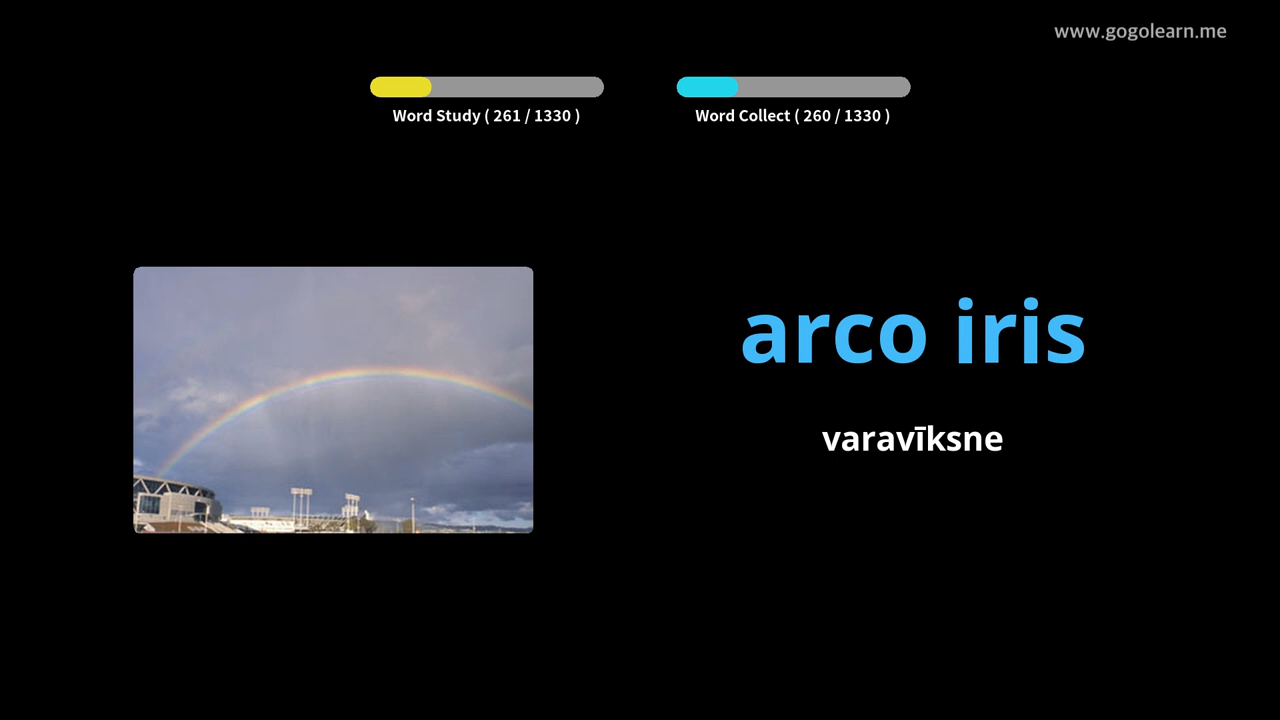 www.gogolearn.me
Word Study ( 261 / 1330 )
Word Collect ( 260 / 1330 )
arco iris
varavīksne